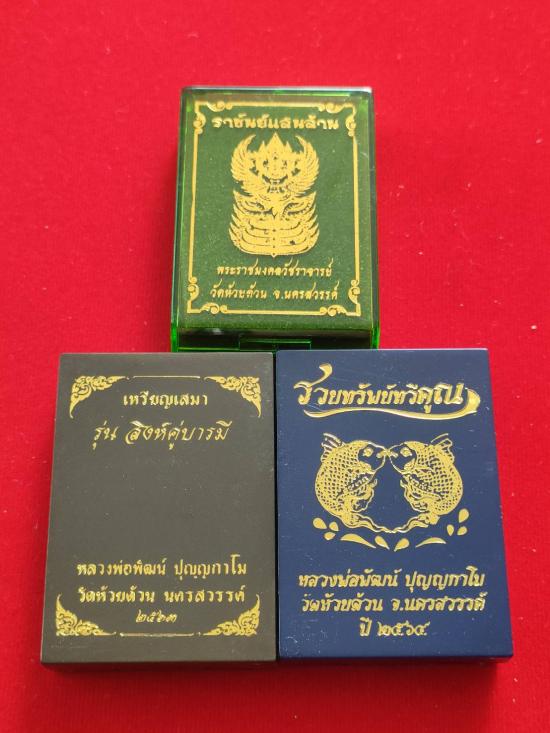 ราชันย์แสนล้าน
พระราชมงคลวัชราจารย์
วัดห้วยด้วน จ.นครสวรรค์
เหรียญเสมา
รุ่น สิงห์คู่บารมี
หลวงพ่อพัฒน์ ปุญญกาโม
วัดห้วยด้วน นครสวรรค์
๒๕๖๓
รวยทรัพย์ทวีคูณ
หลวงพ่อพัฒน์ ปุญญกาโม
วัดห้วยด้วน จ.นครสวรรค์
ปี ๒๕๖๔